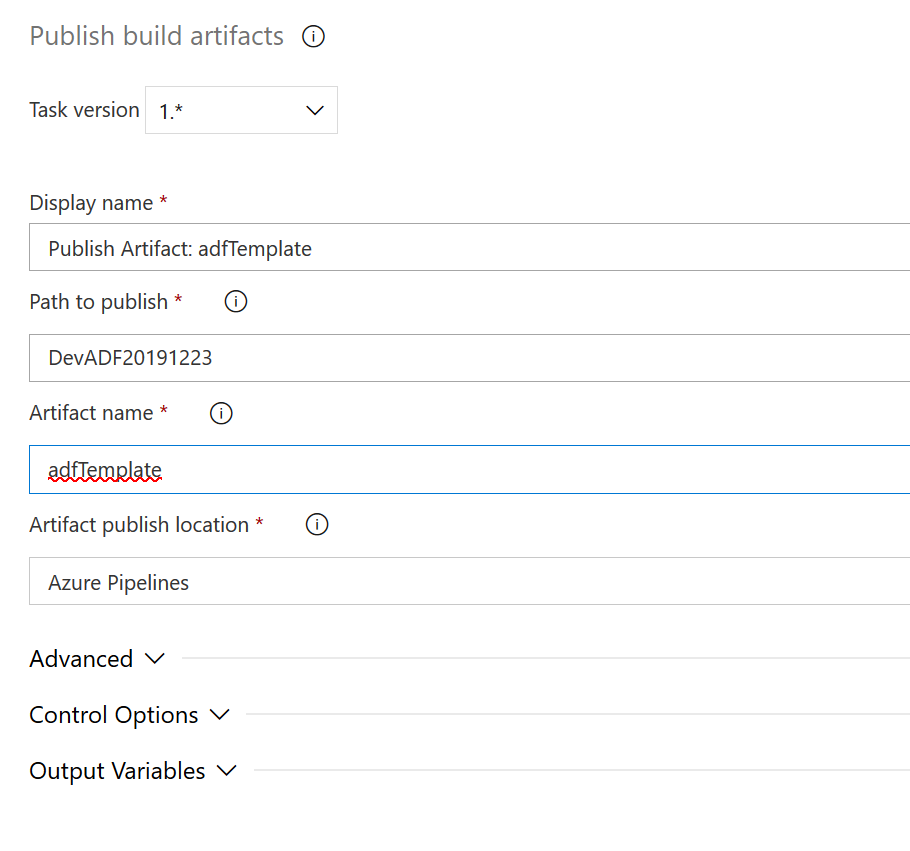 Publish build artifacts
Task version 1.*
Display name *
Publish Artifact: adfTemplate
Path to publish *
DevADF20191223
Artifact name *
adfTemplate
Artifact publish location *
Azure Pipelines
Advanced
Control Options
Output Variables